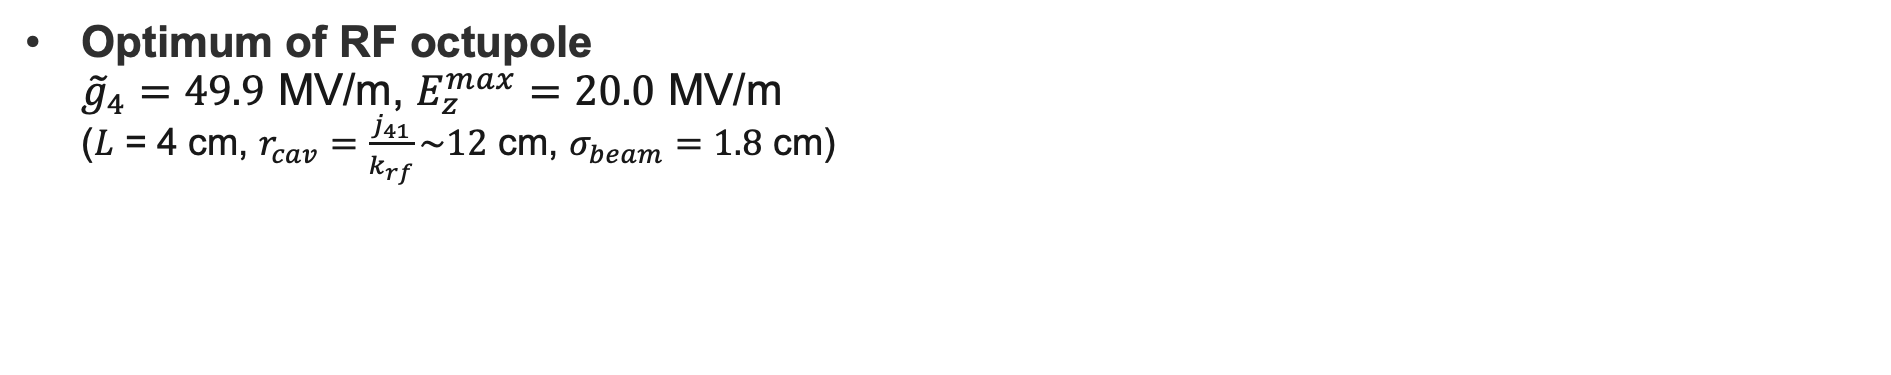 • Optimum of RF octupole
g̃₄ = 49.9 MV/m, E_z^max = 20.0 MV/m
(L = 4 cm, r_cav = j₄₁/k_rf ~12 cm, σ_beam = 1.8 cm)